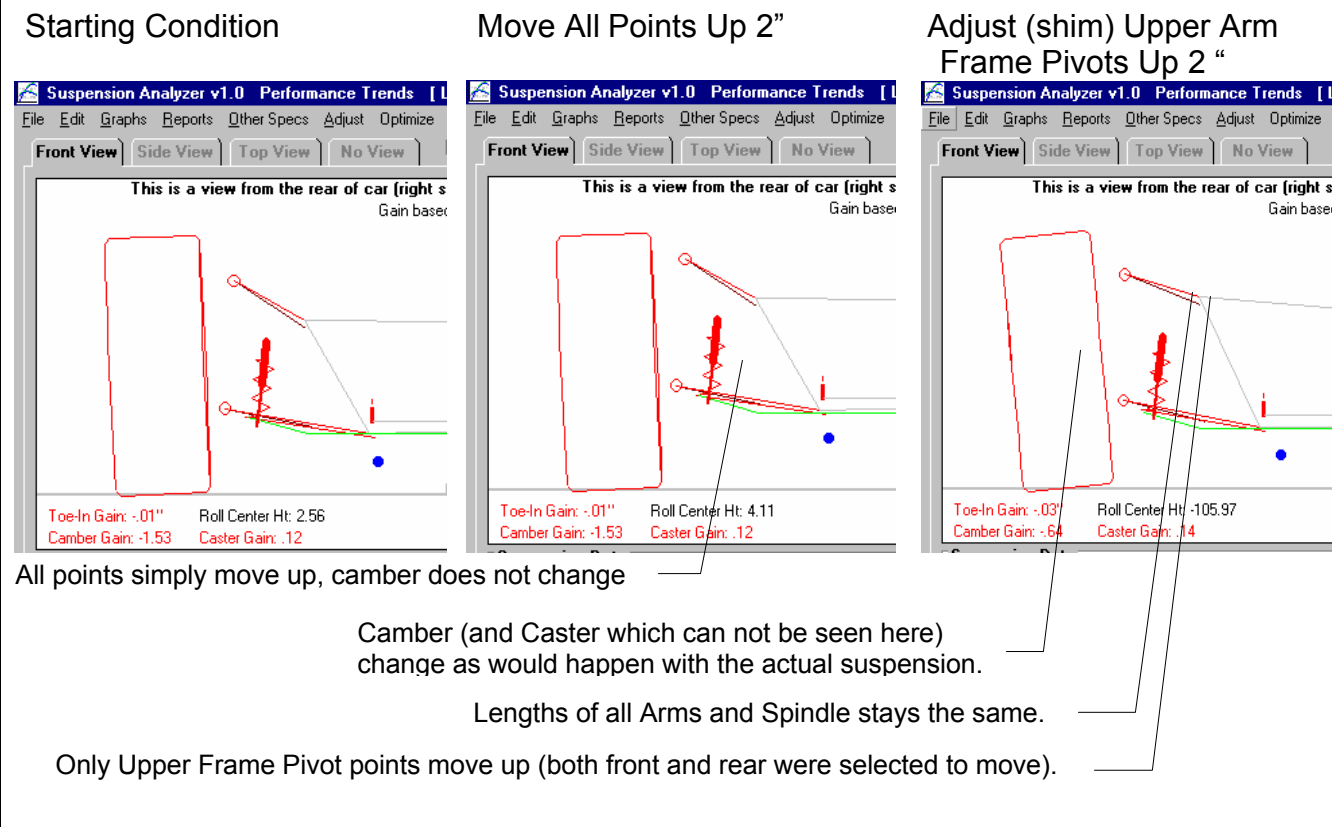 Starting Condition
Move All Points Up 2”
Adjust (shim) Upper Arm
Frame Pivots Up 2 “
Suspension Analyzer v1.0 Performance Trends [ L
File Edit Graphs Reports Other Specs Adjust Optimize
Front View Side View Top View No View
This is a view from the rear of car (right s
Gain based
Toe-In Gain: -.01" Roll Center Ht: 2.56
Camber Gain: -1.53 Caster Gain: .12
Suspension Analyzer v1.0 Performance Trends [ L
File Edit Graphs Reports Other Specs Adjust Optimize
Front View Side View Top View No View
This is a view from the rear of car (right s
Gain base
Toe-In Gain: -.01" Roll Center Ht: 4.11
Camber Gain: -1.53 Caster Gain: .12
Suspension Analyzer v1.0 Performance Trends [ L
File Edit Graphs Reports Other Specs Adjust Optimize
Front View Side View Top View No View
This is a view from the rear of car (right s
Gain base
Toe-In Gain: -.03" Roll Center Ht: -105.97
Camber Gain: -.64 Caster Gain: .14
All points simply move up, camber does not change
Camber (and Caster which can not be seen here)
change as would happen with the actual suspension.
Lengths of all Arms and Spindle stays the same.
Only Upper Frame Pivot points move up (both front and rear were selected to move).